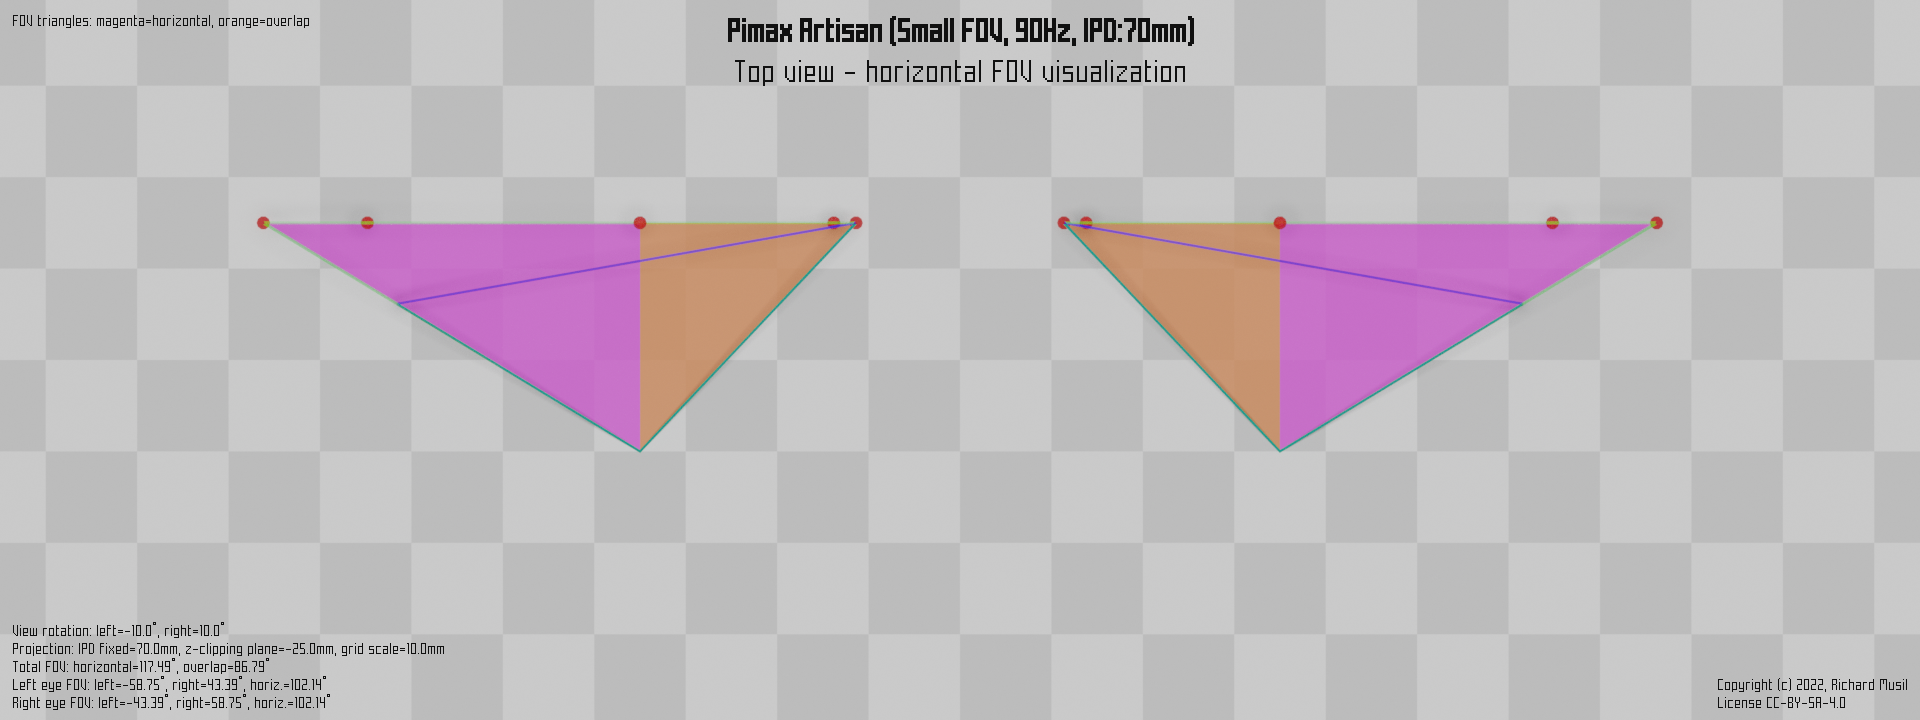 FOV triangles: magenta=horizontal, orange=overlap
Pimax Artisan (Small FOV, 90Hz, IPD:70mm)
Top view - horizontal FOV visualization
View rotation: left=-10.0°, right=10.0°
Projection: IPD fixed=70.0mm, z-clipping plane=-25.0mm, grid scale=10.0mm
Total FOV: horizontal=117.49°, overlap=86.79°
Left eye FOV: left=-58.75°, right=43.39°, horiz.=102.14°
Right eye FOV: left=-43.39°, right=58.75°, horiz.=102.14°
Copyright (c) 2022, Richard Musil
License CC-BY-SA-4.0